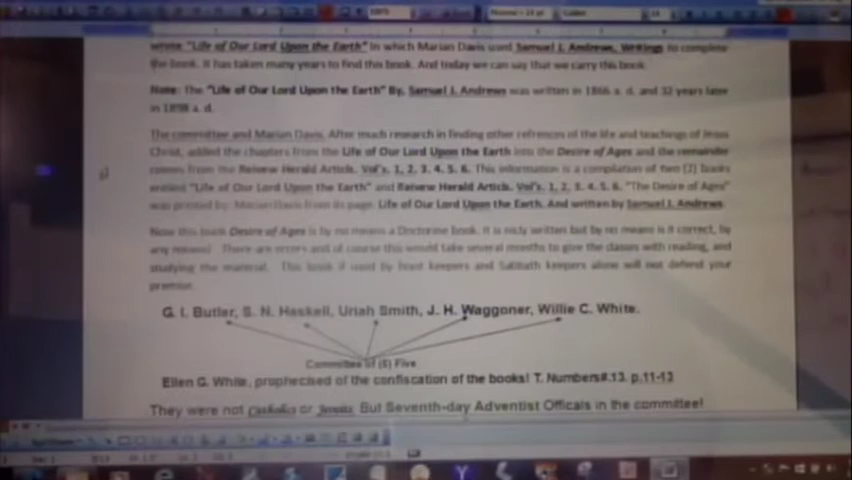 wrote "Life of Our Lord Upon the Earth" In which Marian Davis used Samuel J. Andrews, Writings to complete
the book. It has taken many years to find this book. And today we can say that we carry this book.
Note: The "Life of Our Lord Upon the Earth" By, Samuel J. Andrews was written in 1866 a. d. and 32 years later
in 1898 a. d.
The committee and Marian Davis. After much research in finding other refrences of the life and teachings of Jesus
Christ, added the chapters from the Life of Our Lord Upon the Earth into the Desire of Ages and the remainder
comes from the Reivew Herald Artick. Vol's. 1, 2, 3, 4, 5, 6. This information is a compilation of two (2) books
entitled "Life of Our Lord Upon the Earth" and Reivew Herald Artick. Vol's. 1, 2, 3, 4, 5, 6. "The Desire of Ages"
was printed by: Marian Davis from its page. Life of Our Lord Upon the Earth. And written by Samuel J. Andrews.
Now this book Desire of Ages is by no means a Doctrine book. It is nicly written but by no means is it correct, by
any means! There are errors and of course this would take several months to give the classes with reading, and
studying the material. This book if used by feast keepers and Sabbath keepers alone will not defend your
premise.
G. I. Butler, S. N. Haskell, Uriah Smith, J. H. Waggoner, Willie C. White.
Committee of (5) Five
Ellen G. White, prophecised of the confiscation of the books! T. Numbers#.13. p.11-13
They were not Catholics or Jesuits. But Seventh-day Adventist Officals in the committee!